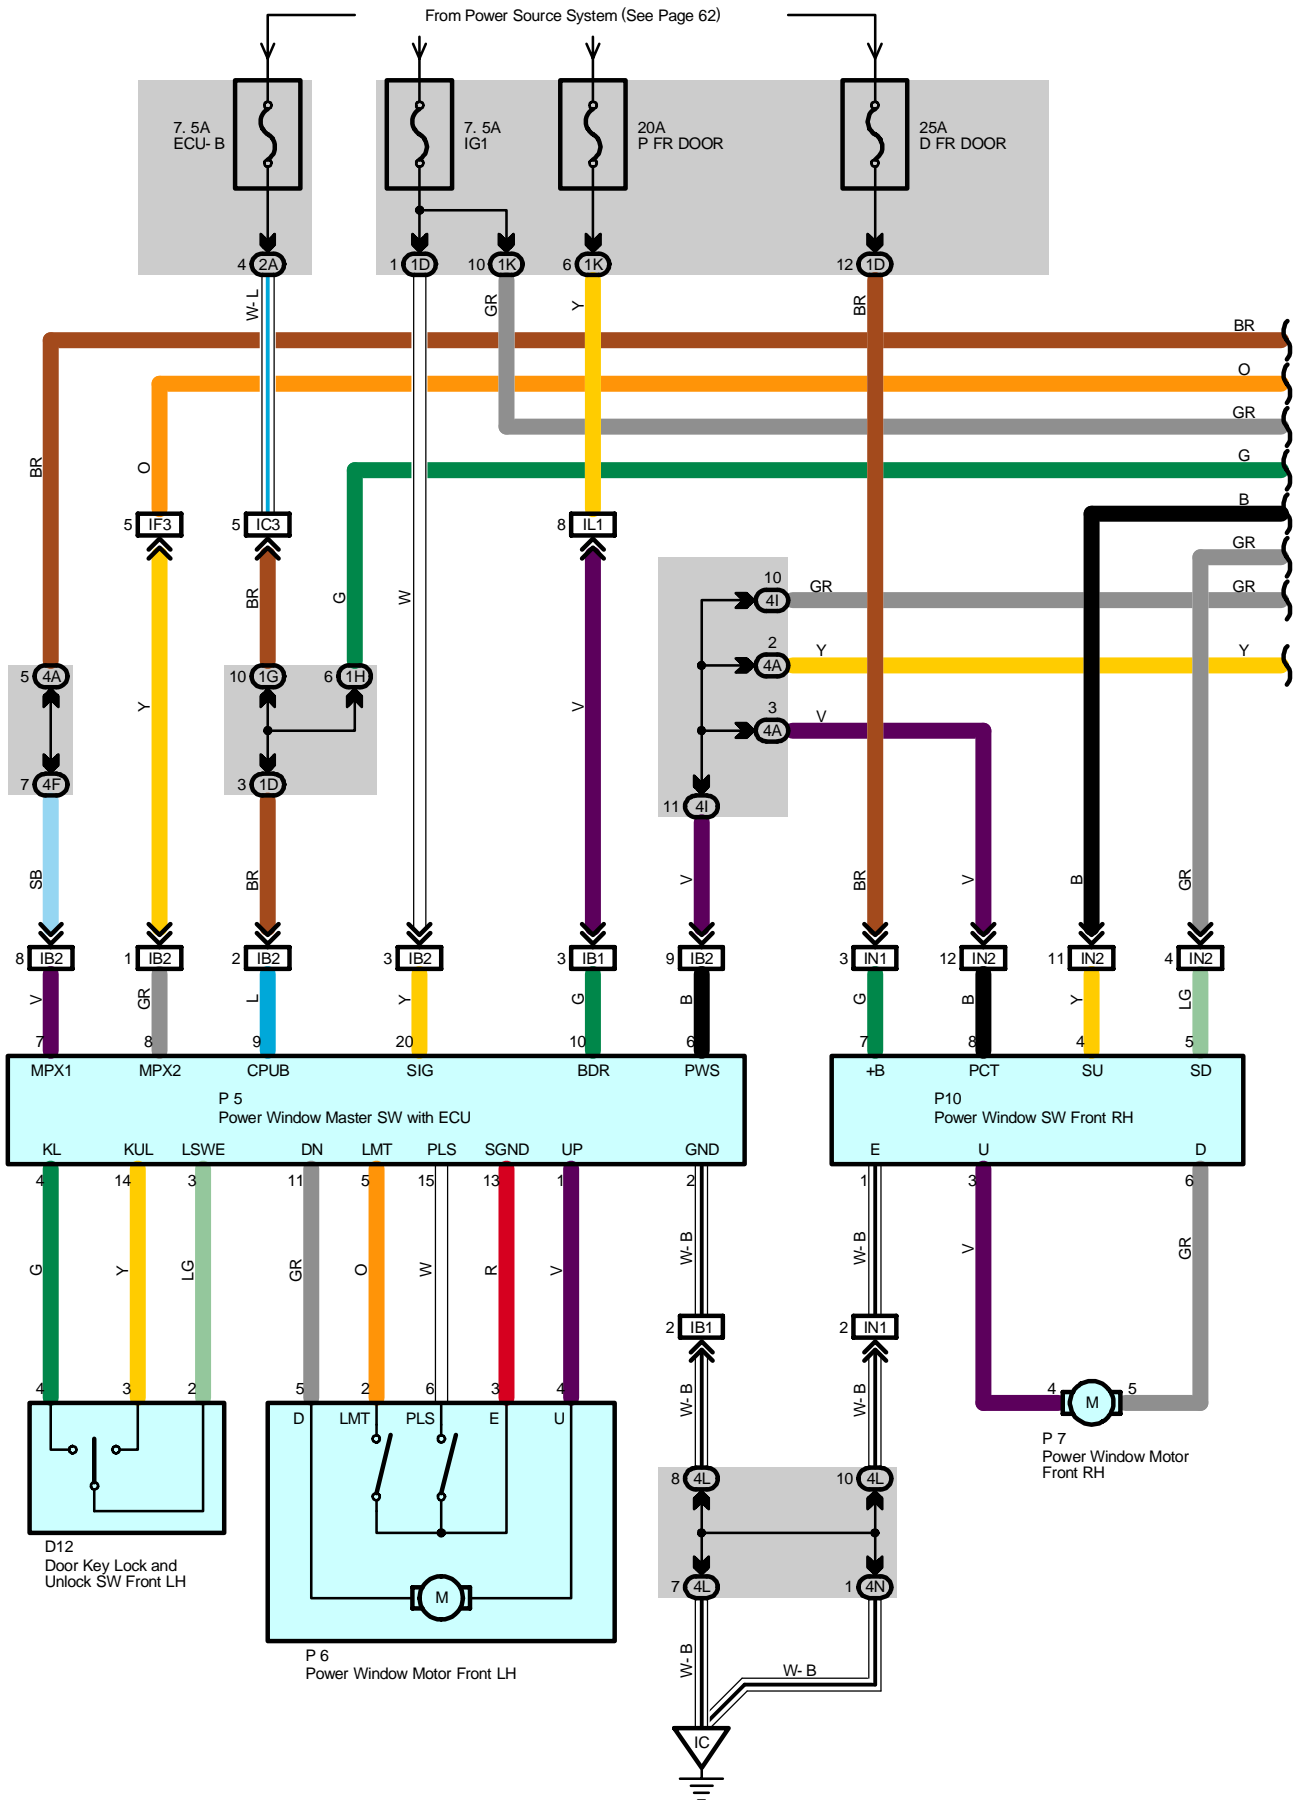 From Power Source System (See Page 62)
7. 5A
ECU- B
7. 5A
IG1
20A
P FR DOOR
25A
D FR DOOR
4 2A
1 1D
10 1K
6 1K
12 1D
W- L
GR
Y
BR
BR
O
GR
G
B
GR
GR
Y
BR
O
5 IF3
5 IC3
8 IL1
BR
G
W
10
4I
GR
2
4A
Y
3
4A
V
5 4A
10 1G
6 1H
Y
V
7 4F
3 1D
11 4I
SB
BR
V
BR
V
B
GR
8 IB2
1 IB2
2 IB2
3 IB2
3 IB1
9 IB2
3 IN1
12 IN2
11 IN2
4 IN2
V
GR
L
Y
G
B
G
B
Y
LG
7
8
9
20
10
6
7
8
4
5
MPX1
MPX2
CPUB
SIG
BDR
PWS
+B
PCT
SU
SD
P 5
Power Window Master SW with ECU
P10
Power Window SW Front RH
KL
KUL
LSWE
DN
LMT
PLS
SGND
UP
GND
E
U
D
4
14
3
11
5
15
13
1
2
1
3
6
G
Y
LG
GR
O
W
R
V
W- B
W- B
V
GR
2 IB1
2 IN1
4
3
2
5
2
6
3
4
W- B
W- B
4
M
5
D
LMT
PLS
E
U
P 7
Power Window Motor
Front RH
8 4L
10 4L
D12
Door Key Lock and
Unlock SW Front LH
M
7 4L
1 4N
P 6
Power Window Motor Front LH
W- B
W- B
IC